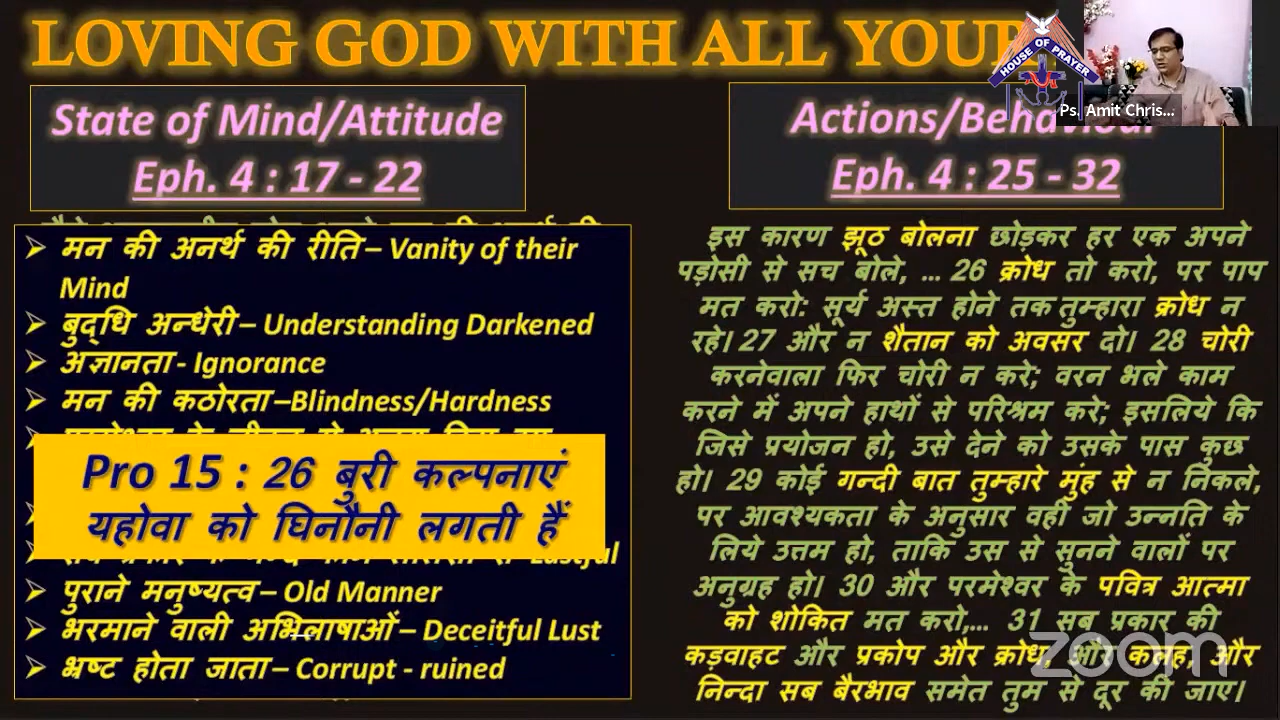 LOVING GOD WITH ALL YOUR
HOUSE OF PRAYER
Ps. Amit Chris...
State of Mind/Attitude
Eph. 4 : 17 - 22
➢ मन की अनर्थ की रीति – Vanity of their
Mind
➢ बुद्धि अन्धेरी – Understanding Darkened
➢ अज्ञानता - Ignorance
➢ मन की कठोरता –Blindness/Hardness
Pro 15 : 26 बुरी कल्पनाएं
यहोवा को घिनौनी लगती हैं
Lustful
➢ पुराने मनुष्यत्व – Old Manner
➢ भरमाने वाली अभिलाषाओं – Deceitful Lust
➢ भ्रष्ट होता जाता – Corrupt - ruined
Actions/Behaviour
Eph. 4 : 25 - 32
इस कारण झूठ बोलना छोड़कर हर एक अपने
पड़ोसी से सच बोले, ... 26 क्रोध तो करो, पर पाप
मत करो: सूर्य अस्त होने तक तुम्हारा क्रोध न
रहे। 27 और न शैतान को अवसर दो। 28 चोरी
करनेवाला फिर चोरी न करे; वरन भले काम
करने में अपने हाथों से परिश्रम करे; इसलिये कि
जिसे प्रयोजन हो, उसे देने को उसके पास कुछ
हो। 29 कोई गन्दी बात तुम्हारे मुंह से न निकले,
पर आवश्यकता के अनुसार वही जो उन्नति के
लिये उत्तम हो, ताकि उस से सुनने वालों पर
अनुग्रह हो। 30 और परमेश्वर के पवित्र आत्मा
को शोकित मत करो,... 31 सब प्रकार की
कड़वाहट और प्रकोप और क्रोध, और कलह, और
निन्दा सब बैरभाव समेत तुम से दूर की जाए।
zoom